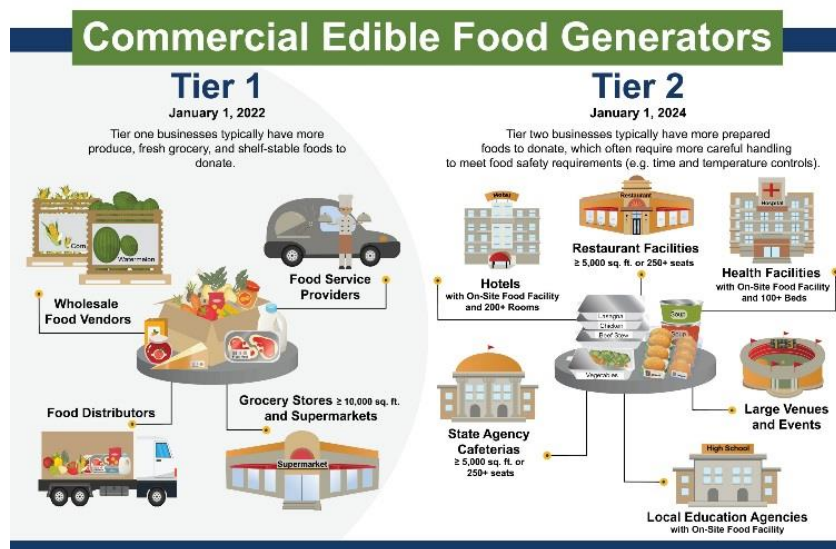 Commercial Edible Food Generators
Tier 1
January 1, 2022
Tier one businesses typically have more
produce, fresh grocery, and shelf-stable foods to
donate.
Corn
Watermelon
Wholesale
Food Vendors
Food Service
Providers
Food Distributors
Grocery Stores ≥ 10,000 sq. ft.
and Supermarkets
Supermarket
Tier 2
January 1, 2024
Tier two businesses typically have more prepared
foods to donate, which often require more careful handling
to meet food safety requirements (e.g. time and temperature controls).
Hotel
Hotels
with On-Site Food Facility
and 200+ Rooms
Restaurant
Restaurant Facilities
≥ 5,000 sq. ft. or 250+ seats
Hospital
Health Facilities
with On-Site Food Facility
and 100+ Beds
Lasagna
Chicken
Beef Stew
Vegetables
Soup
Soup
State Agency
Cafeterias
≥ 5,000 sq. ft. or
250+ seats
Large Venues
and Events
High School
Local Education Agencies
with On-Site Food Facility